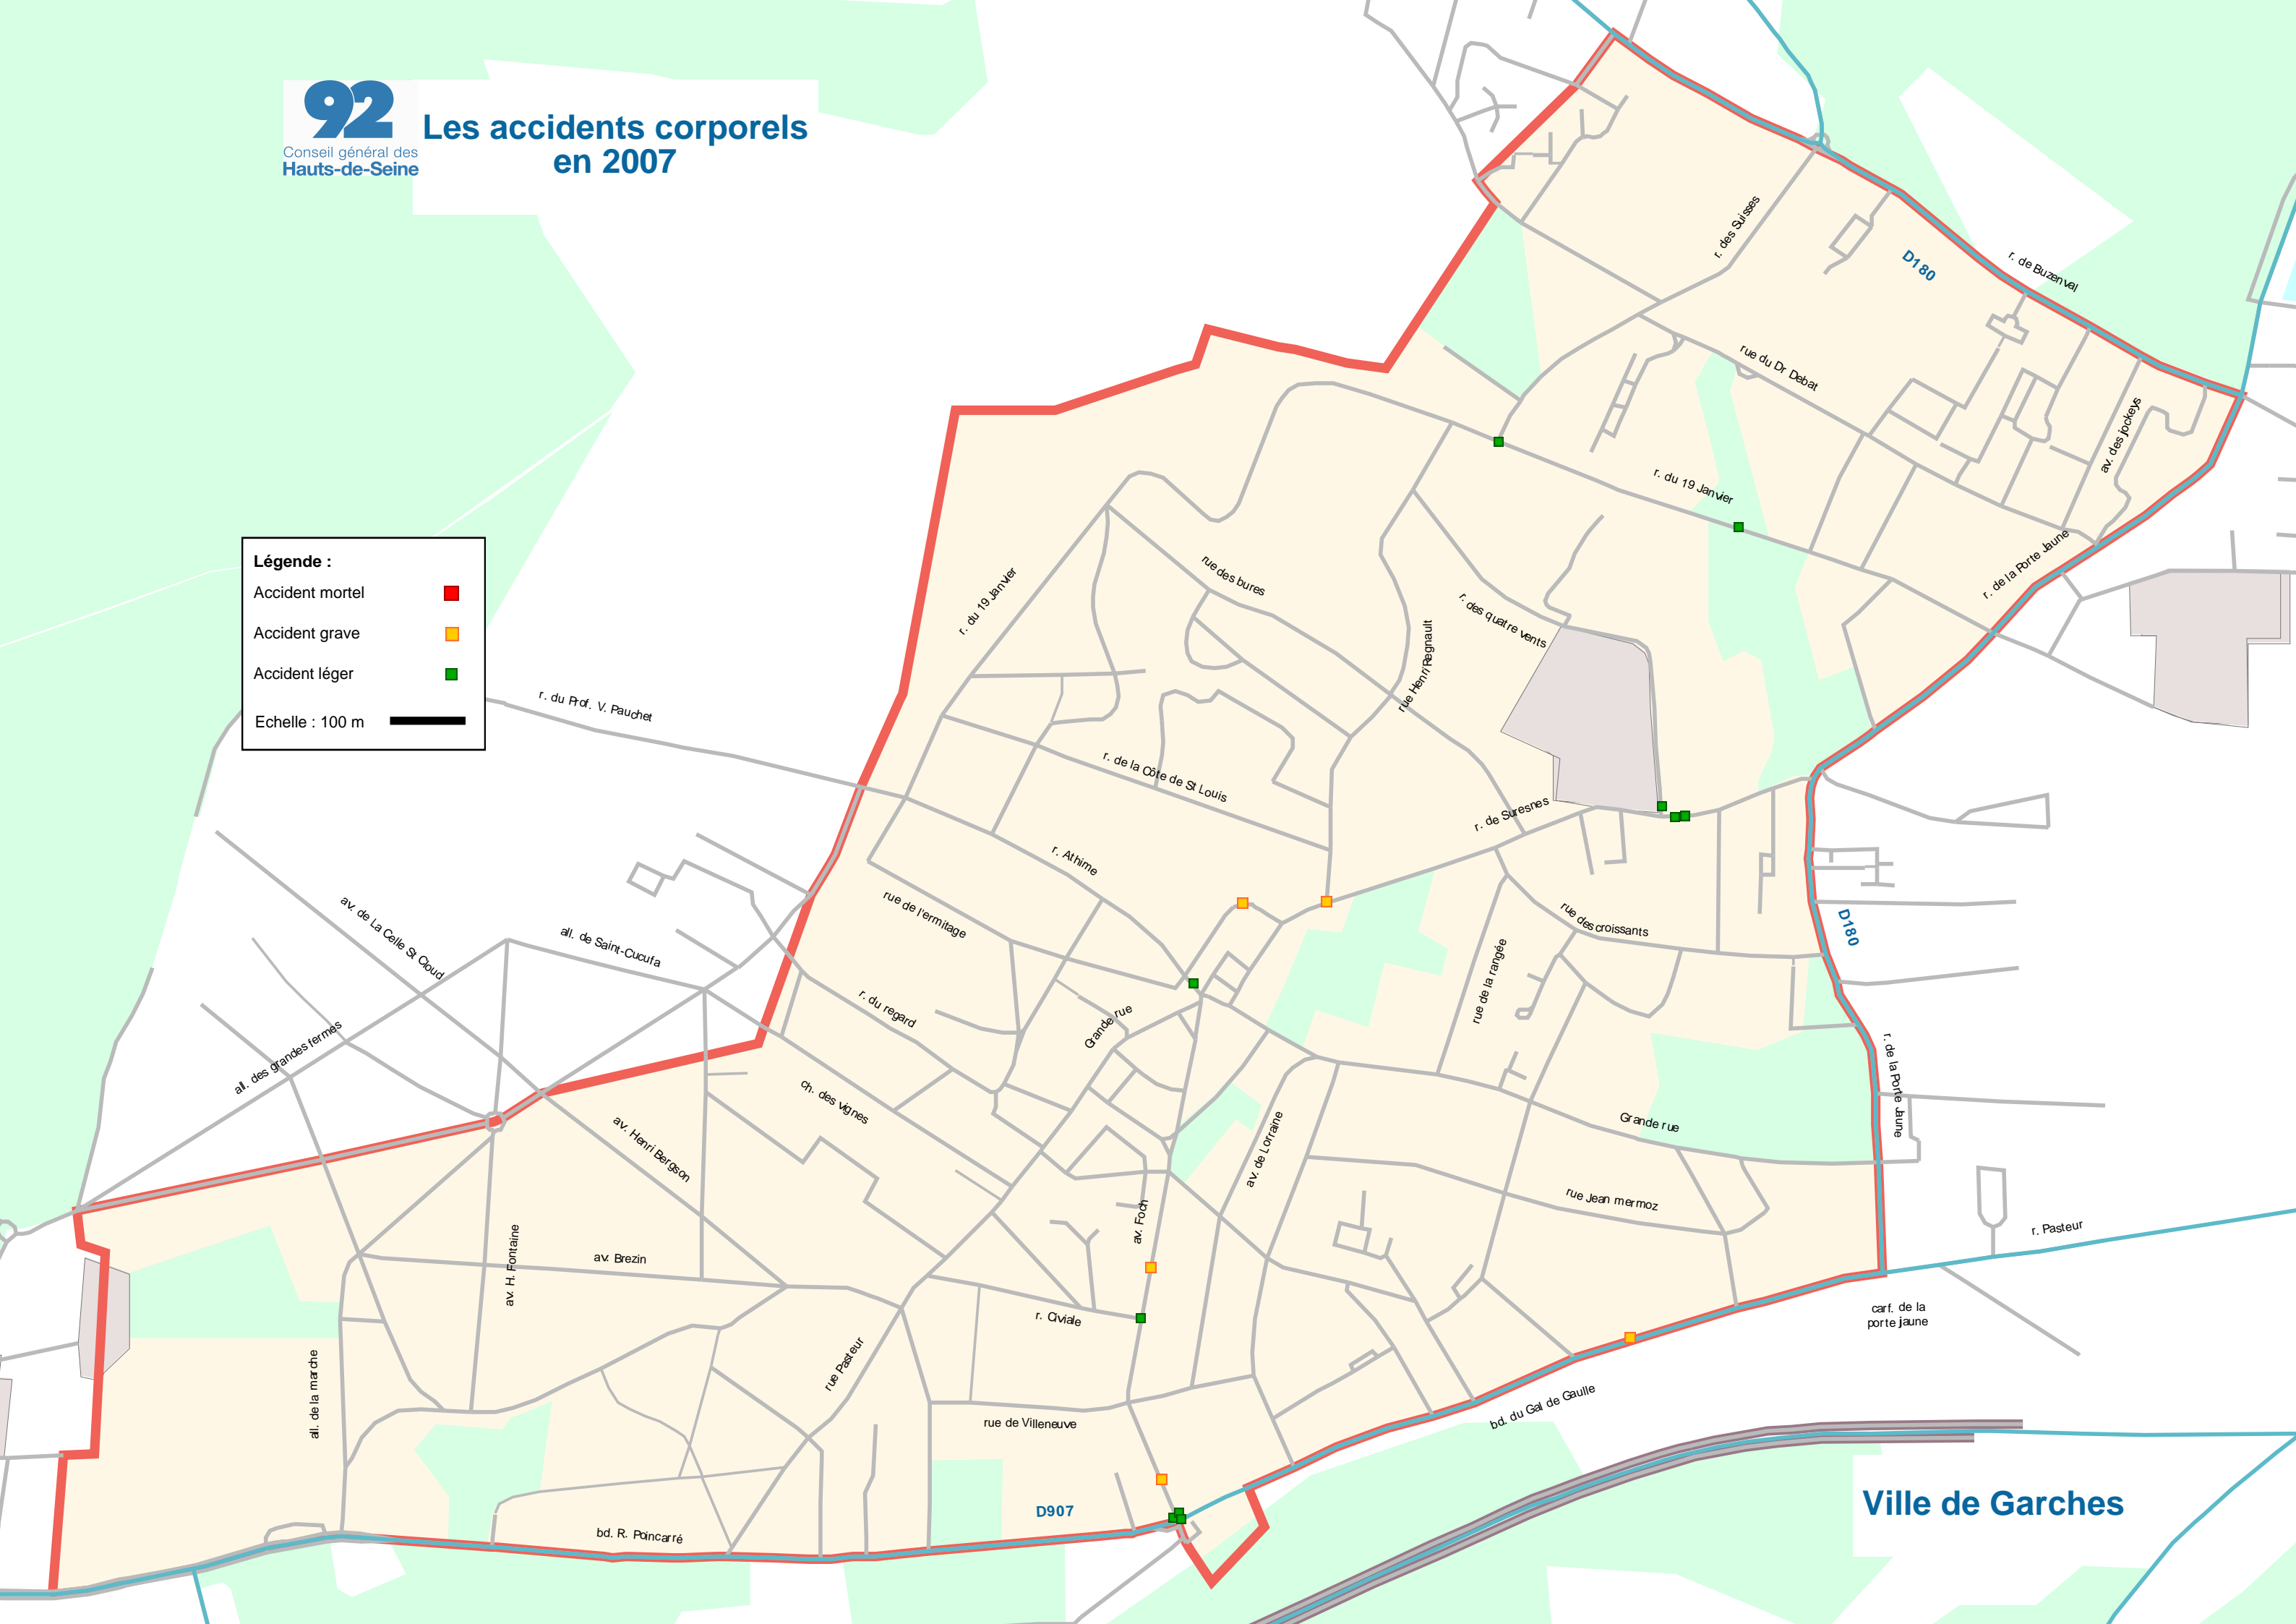 92
Conseil général des
Hauts-de-Seine
Les accidents corporels
en 2007
r. des Suisses
D180
r. de Buzenval
rue du Dr Debat
av. des jockeys
r. du 19 Janvier
r. de la Porte Jaune
Légende :
Accident mortel
Accident grave
Accident léger
Echelle : 100 m
r. du 19 Janvier
rue des bures
r. des quatre vents
rue Henri Regnault
r. du Prof. V. Pauchet
r. de la Côte de St Louis
r. de Suresnes
r. Athime
rue de l'ermitage
av. de La Celle St Cloud
all. de Saint-Cucufa
rue des croissants
D180
rue de la rangée
r. du regard
Grande rue
all. des grandes fermes
r. de la Porte Jaune
ch. des vignes
av. Henri Bergson
av. de Lorraine
Grande rue
rue Jean mermoz
av. Foch
r. Pasteur
av. H. Fontaine
av. Brezin
r. Civiale
carf. de la
porte jaune
all. de la marche
rue Pasteur
rue de Villeneuve
bd. du Gal de Gaulle
D907
bd. R. Poincarré
Ville de Garches